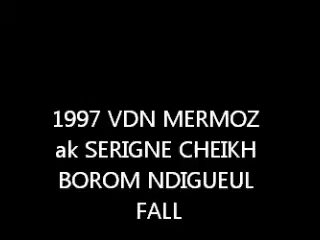 1997 VDN MERMOZ
ak SERIGNE CHEIKH
BOROM NDIGUEUL
FALL